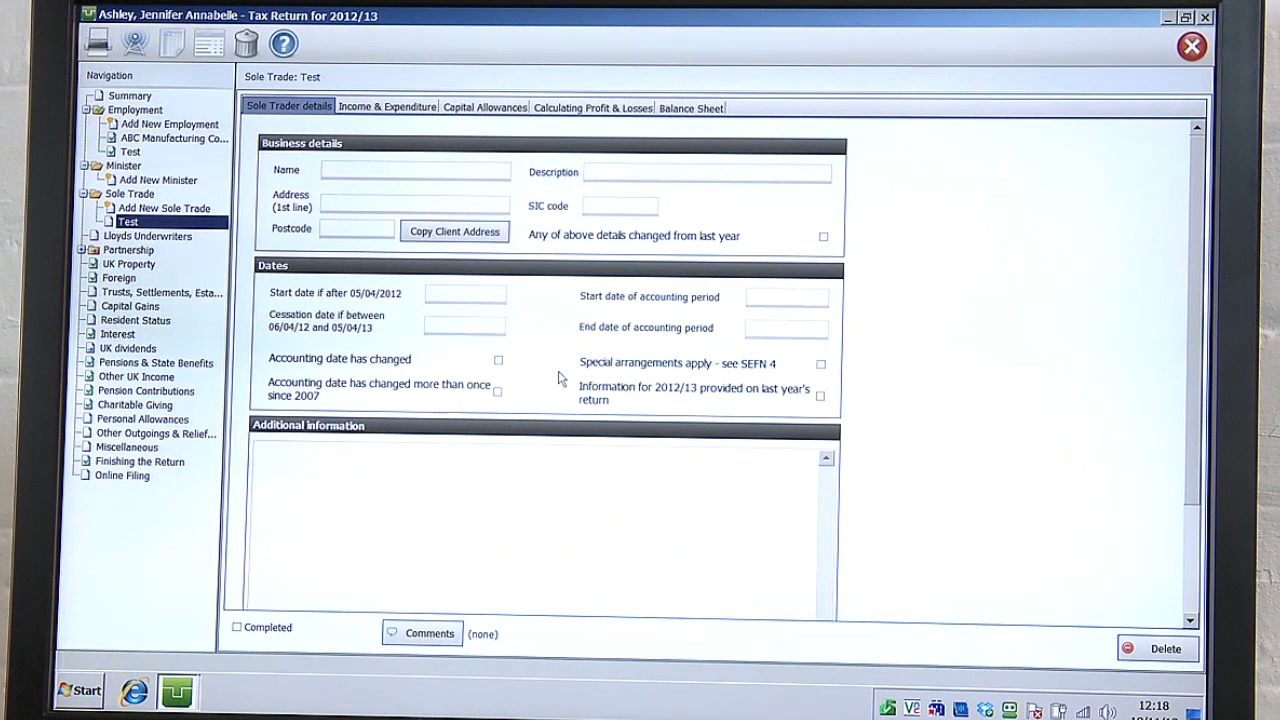 Ashley, Jennifer Annabelle - Tax Return for 2012/13
Navigation
Summary
Employment
Add New Employment
ABC Manufacturing Co...
Test
Minister
Add New Minister
Sole Trade
Add New Sole Trade
Test
Lloyds Underwriters
Partnership
UK Property
Foreign
Trusts, Settlements, Esta...
Capital Gains
Resident Status
Interest
UK dividends
Pensions & State Benefits
Other UK Income
Pension Contributions
Charitable Giving
Personal Allowances
Other Outgoings & Relief...
Miscellaneous
Finishing the Return
Online Filing
Sole Trade: Test
Sole Trader details Income & Expenditure Capital Allowances Calculating Profit & Losses Balance Sheet
Business details
Name
Description
Address
(1st line)
SIC code
Postcode
Copy Client Address
Any of above details changed from last year
Dates
Start date if after 05/04/2012
Start date of accounting period
Cessation date if between
06/04/12 and 05/04/13
End date of accounting period
Accounting date has changed
Special arrangements apply - see SEFN 4
Accounting date has changed more than once
since 2007
Information for 2012/13 provided on last year's
return
Additional information
Completed
Comments
(none)
Delete
Start
V2
12:18